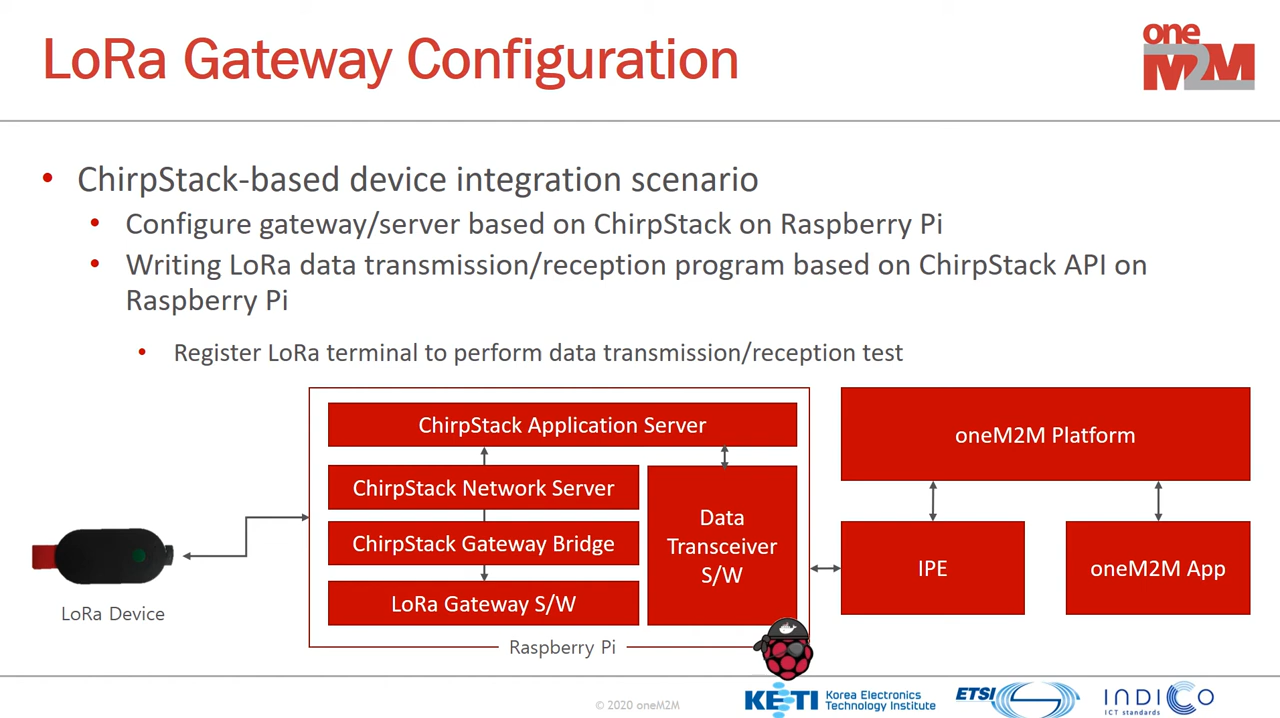 LoRa Gateway Configuration
one
M2M
• ChirpStack-based device integration scenario
• Configure gateway/server based on ChirpStack on Raspberry Pi
• Writing LoRa data transmission/reception program based on ChirpStack API on
Raspberry Pi
• Register LoRa terminal to perform data transmission/reception test
ChirpStack Application Server
ChirpStack Network Server
ChirpStack Gateway Bridge
LoRa Gateway S/W
Data
Transceiver
S/W
Raspberry Pi
LoRa Device
oneM2M Platform
IPE
oneM2M App
© 2020 oneM2M
KETI
Korea Electronics
Technology Institute
ETSI
INDICO
ICT standards